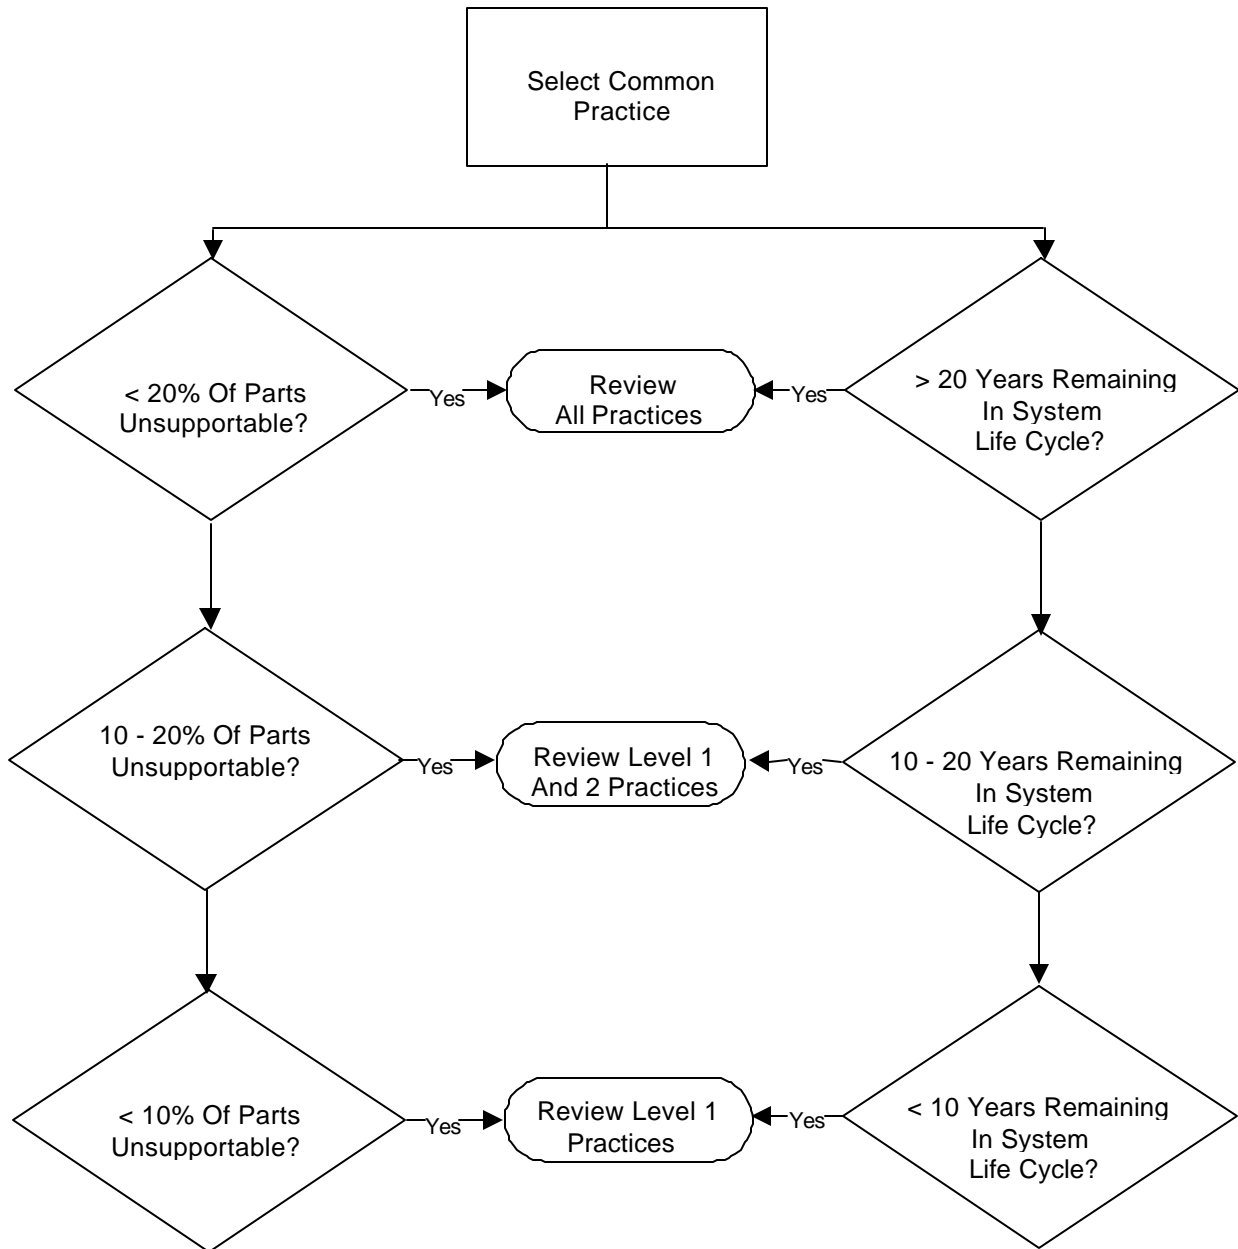 Select Common
Practice
< 20% Of Parts
Unsupportable?
Yes
Review
All Practices
Yes
> 20 Years Remaining
In System
Life Cycle?
10 - 20% Of Parts
Unsupportable?
Yes
Review Level 1
And 2 Practices
Yes
10 - 20 Years Remaining
In System
Life Cycle?
< 10% Of Parts
Unsupportable?
Yes
Review Level 1
Practices
Yes
< 10 Years Remaining
In System
Life Cycle?